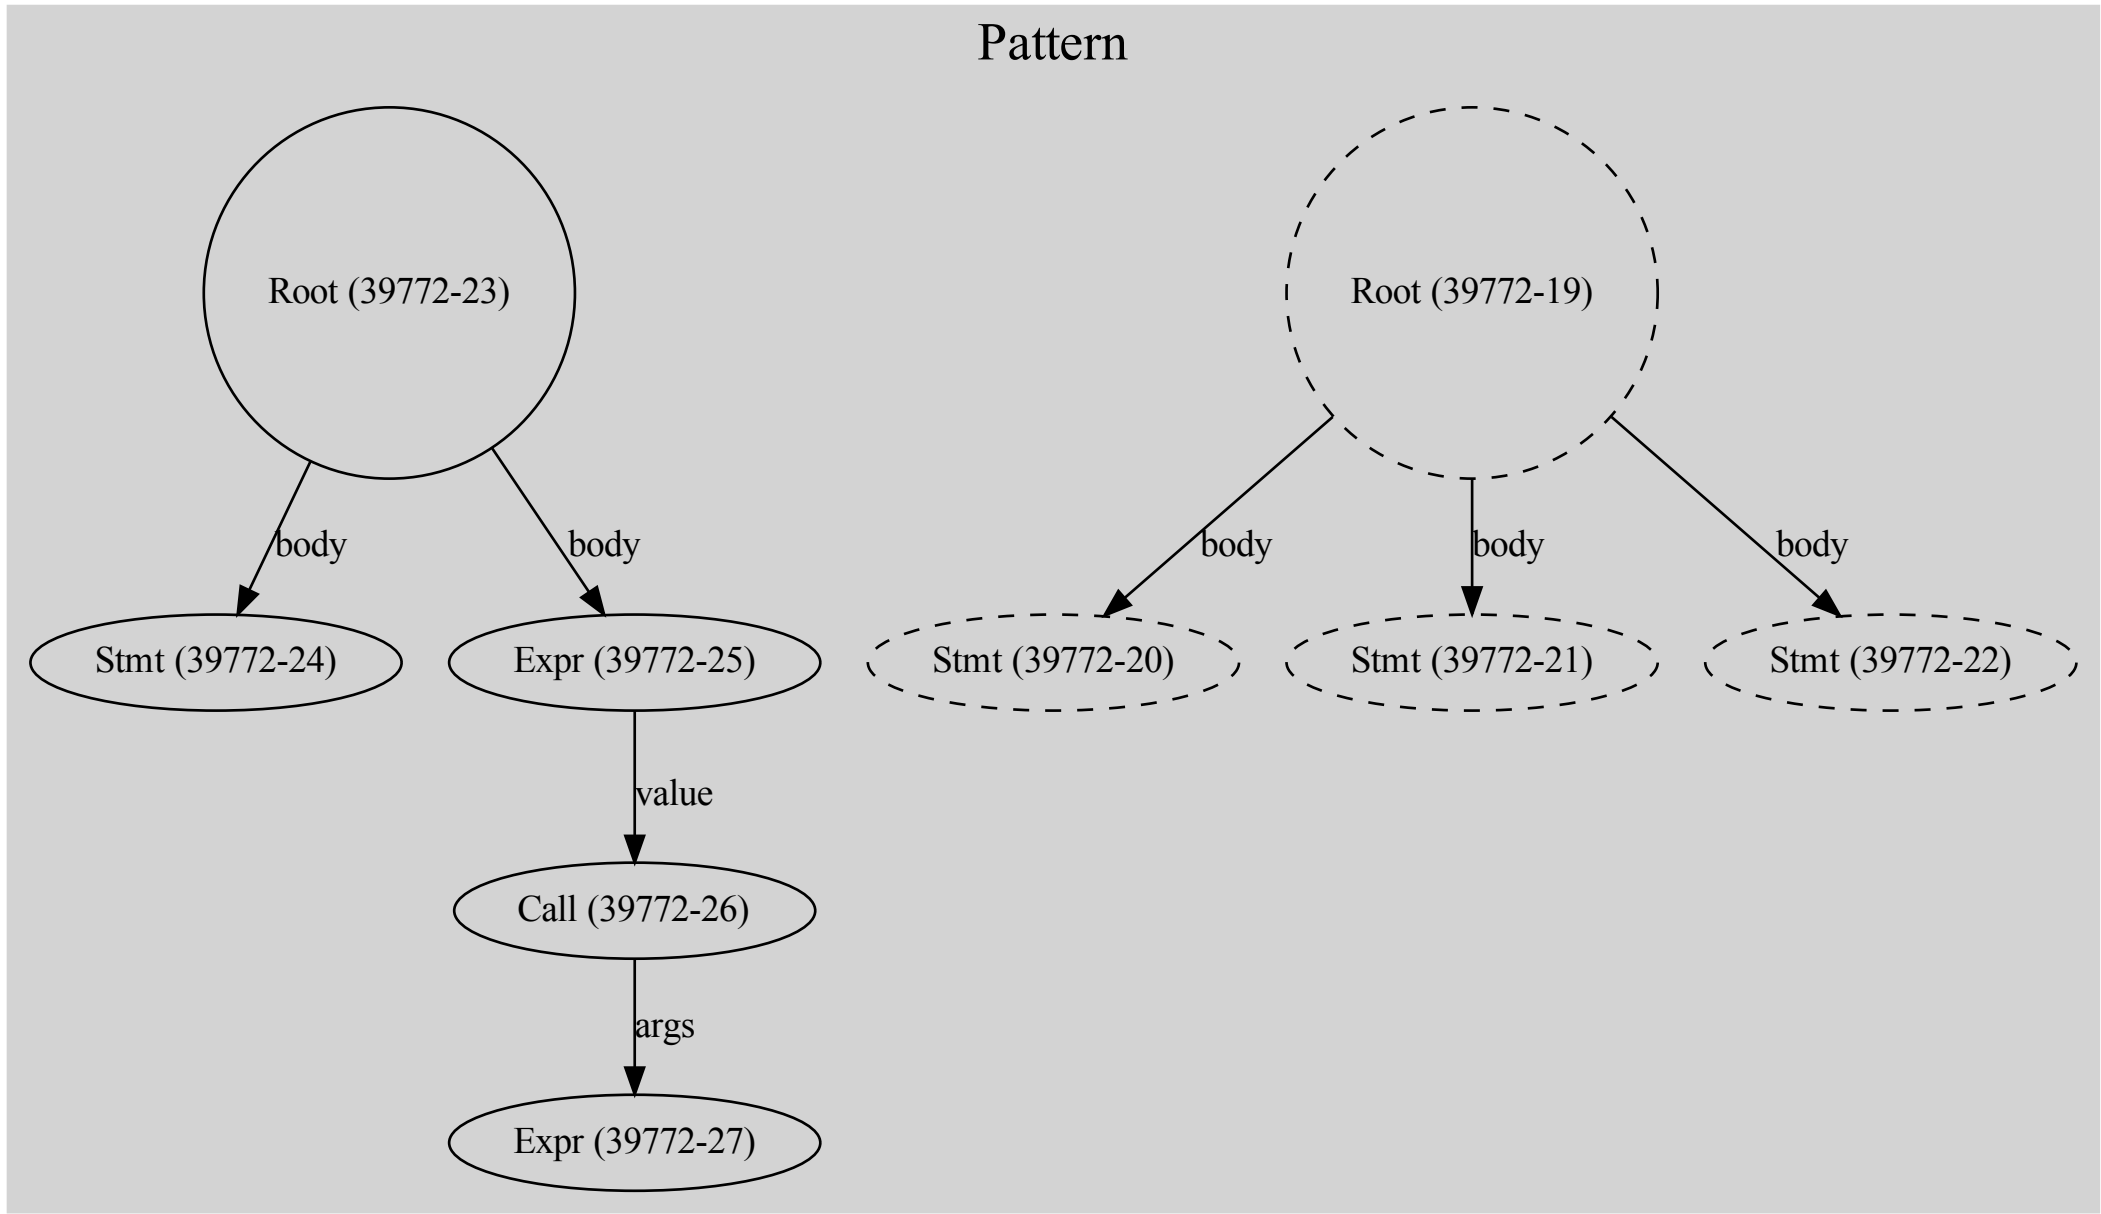 Pattern
Root (39772-23)
Root (39772-19)
body
body
body
body
body
Stmt (39772-24)
Expr (39772-25)
Stmt (39772-20)
Stmt (39772-21)
Stmt (39772-22)
value
Call (39772-26)
args
Expr (39772-27)